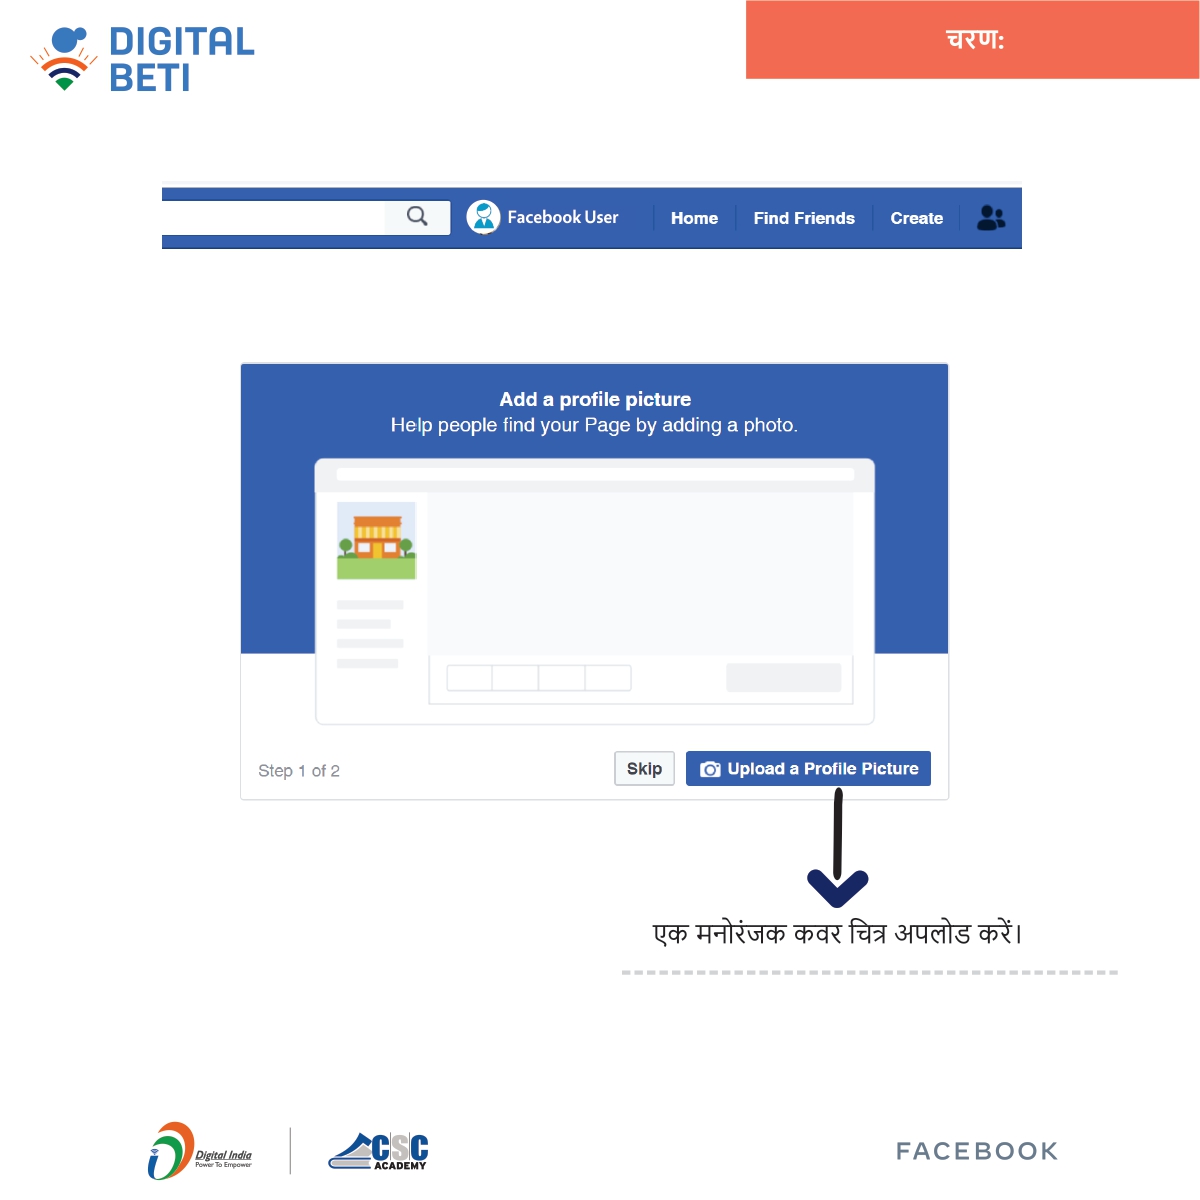 DIGITAL
BETI
चरण:
Facebook User
Home
Find Friends
Create
Add a profile picture
Help people find your Page by adding a photo.
Step 1 of 2
Skip
Upload a Profile Picture
एक मनोरंजक कवर चित्र अपलोड करें।
Digital India
Power To Empower
CSC
ACADEMY
FACEBOOK